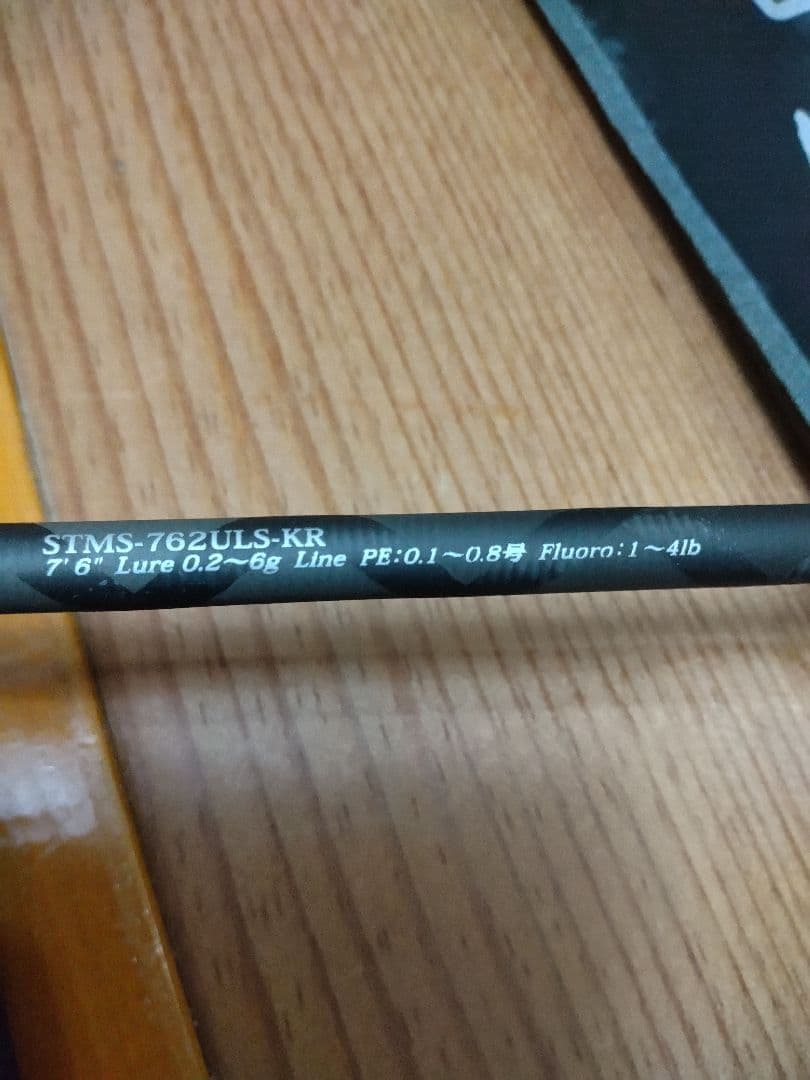 STMS-762ULS-KR
7' 6" Lure 0.2～6g Line PE:0.1～0.8号 Fluoro:1～4lb